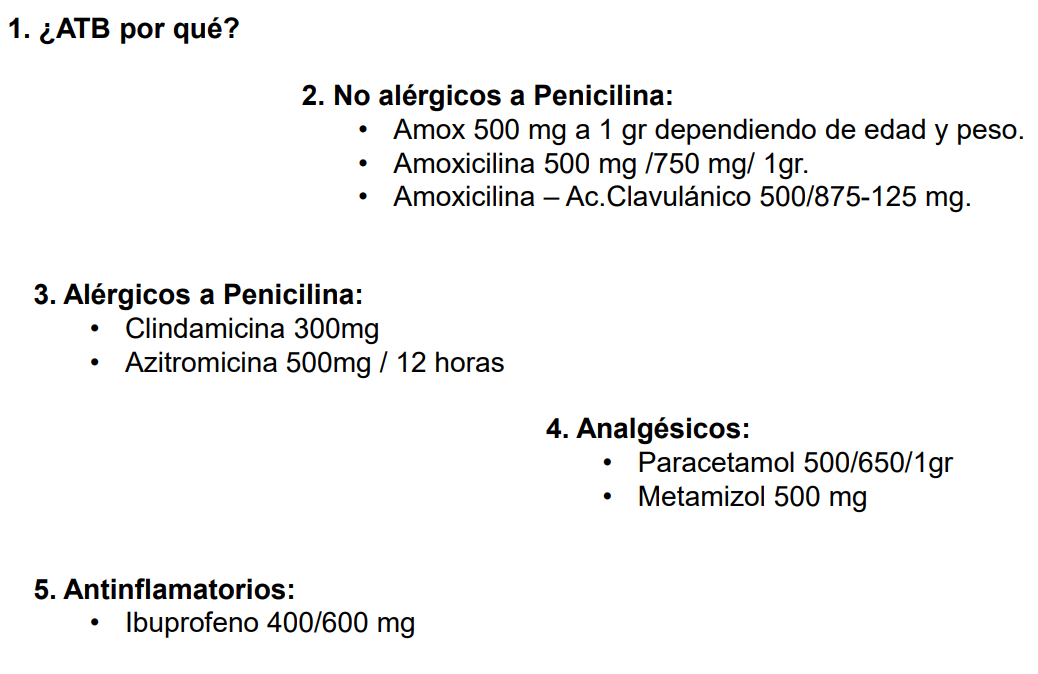 1. ¿ATB por qué?
2. No alérgicos a Penicilina:
• Amox 500 mg a 1 gr dependiendo de edad y peso.
• Amoxicilina 500 mg /750 mg/ 1gr.
• Amoxicilina – Ac.Clavulánico 500/875-125 mg.
3. Alérgicos a Penicilina:
• Clindamicina 300mg
• Azitromicina 500mg / 12 horas
4. Analgésicos:
• Paracetamol 500/650/1gr
• Metamizol 500 mg
5. Antinflamatorios:
• Ibuprofeno 400/600 mg